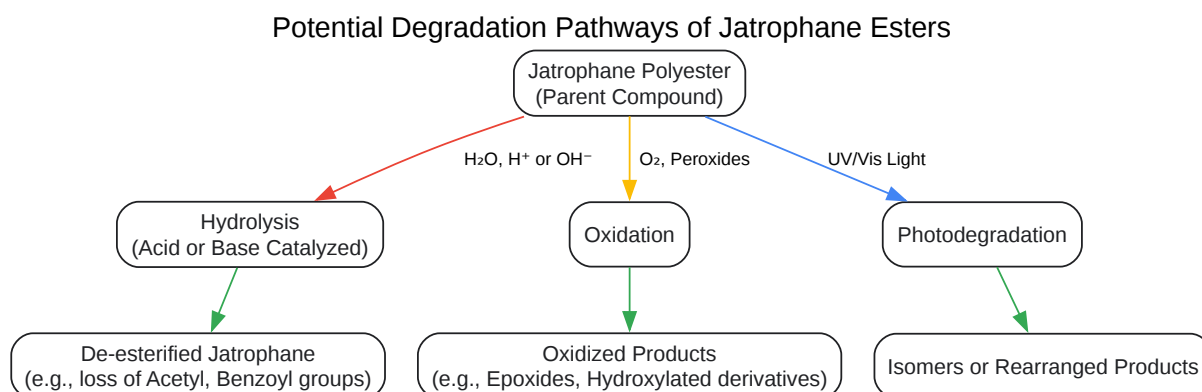 Potential Degradation Pathways of Jatrophane Esters
Jatrophane Polyester
(Parent Compound)
H₂O, H⁺ or OH⁻
O₂, Peroxides
UV/Vis Light
Hydrolysis
(Acid or Base Catalyzed)
Oxidation
Photodegradation
De-esterified Jatrophane
(e.g., loss of Acetyl, Benzoyl groups)
Oxidized Products
(e.g., Epoxides, Hydroxylated derivatives)
Isomers or Rearranged Products